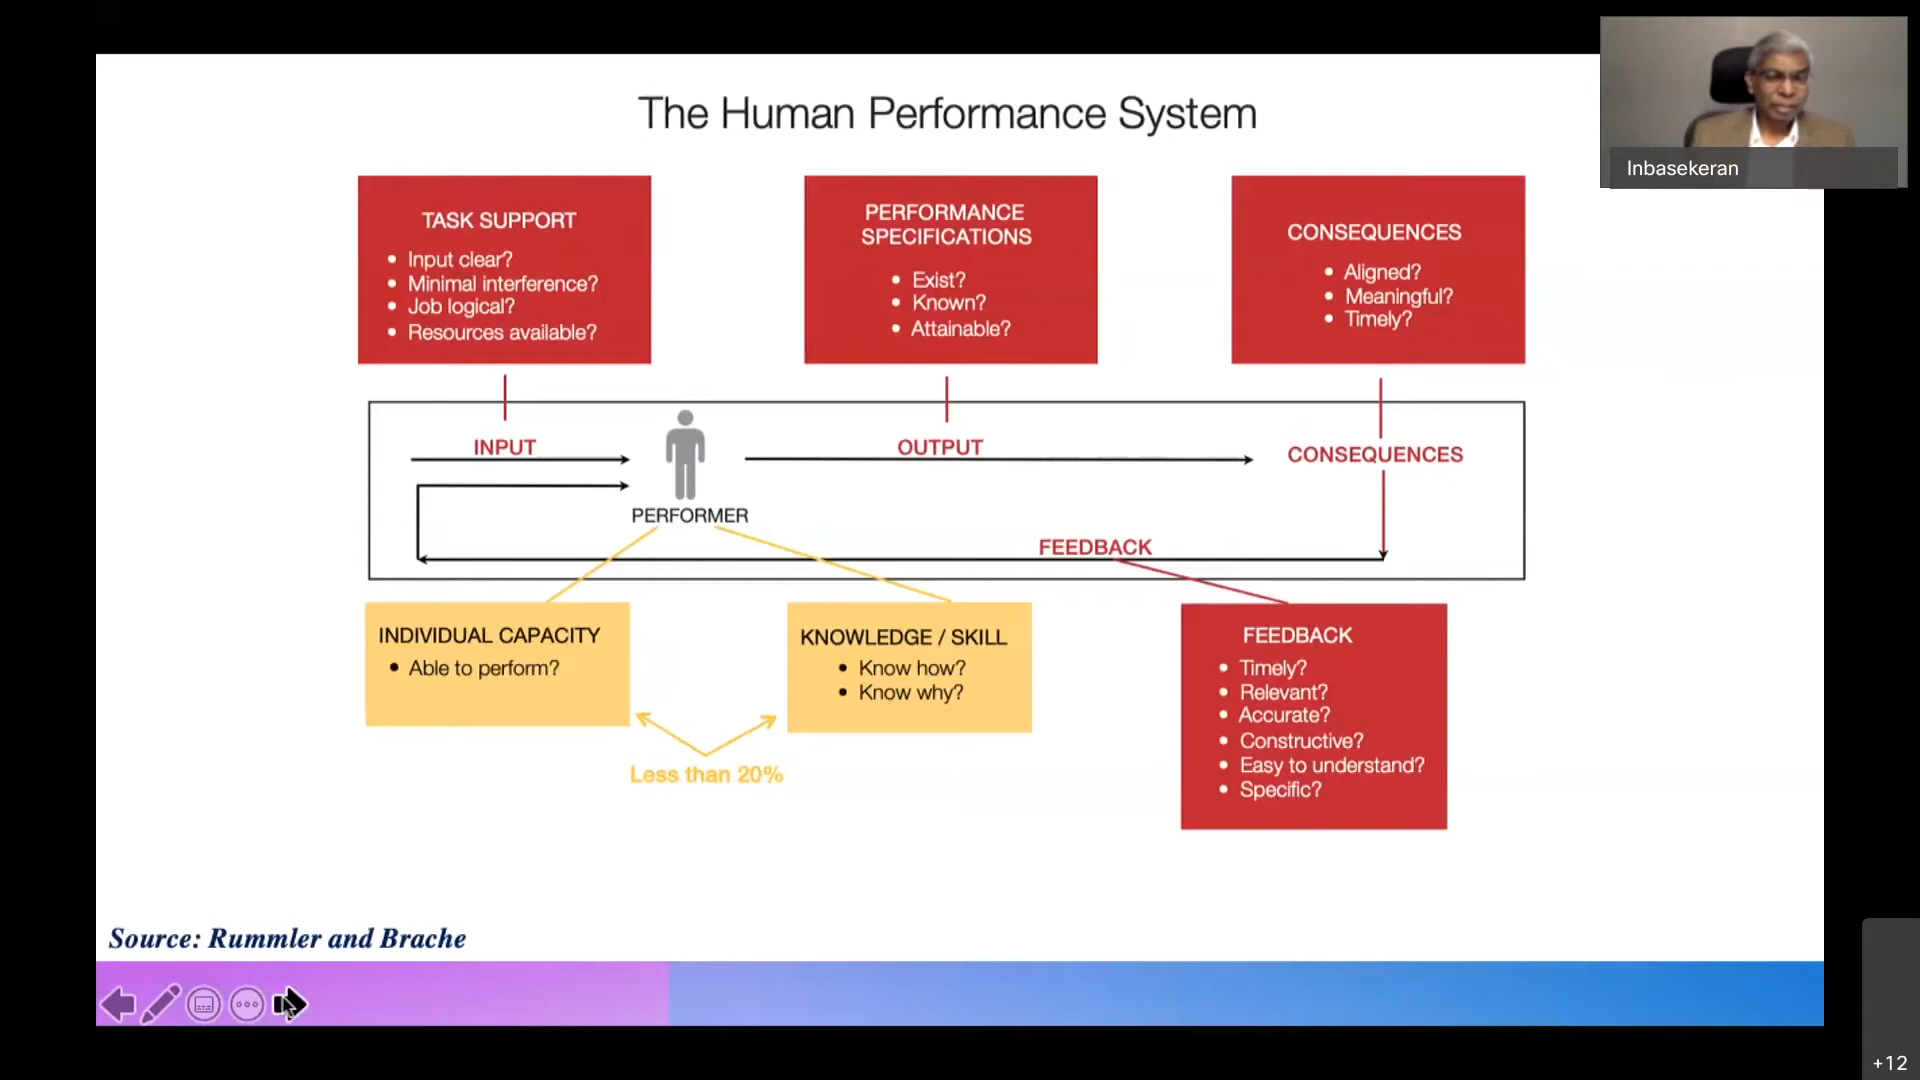 The Human Performance System
Inbasekeran
TASK SUPPORT
• Input clear?
• Minimal interference?
• Job logical?
• Resources available?
PERFORMANCE
SPECIFICATIONS
• Exist?
• Known?
• Attainable?
CONSEQUENCES
• Aligned?
• Meaningful?
• Timely?
INPUT
OUTPUT
CONSEQUENCES
PERFORMER
FEEDBACK
INDIVIDUAL CAPACITY
• Able to perform?
KNOWLEDGE / SKILL
• Know how?
• Know why?
Less than 20%
FEEDBACK
• Timely?
• Relevant?
• Accurate?
• Constructive?
• Easy to understand?
• Specific?
Source: Rummler and Brache
+12